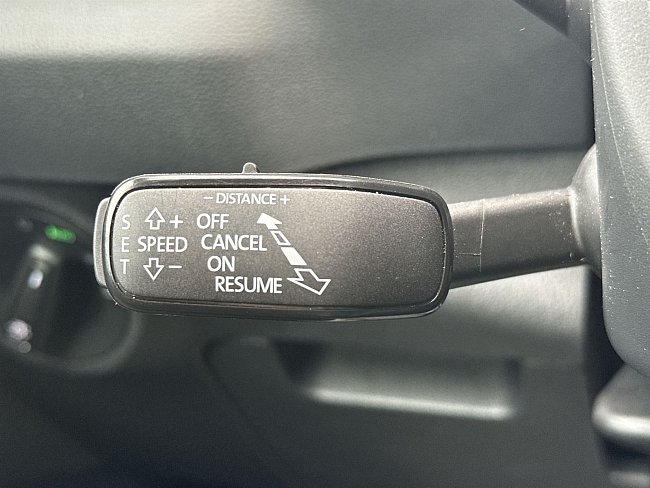 - DISTANCE +
S ⇧ + OFF
E SPEED CANCEL
T ⇩ - ON
RESUME